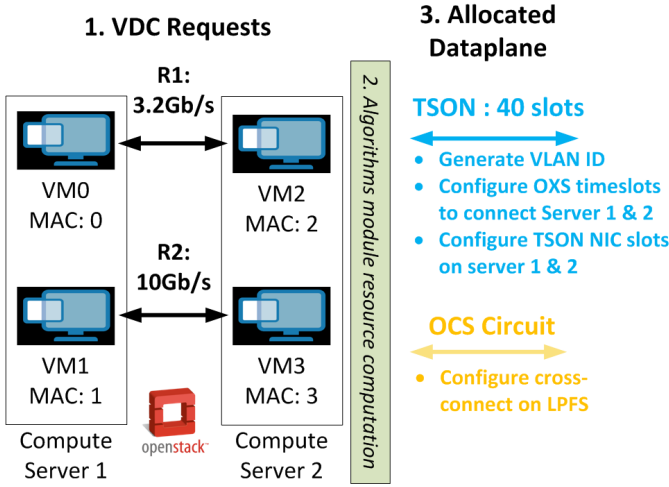 1. VDC Requests
R1:
3.2Gb/s
VM0
MAC: 0
VM2
MAC: 2
R2:
10Gb/s
VM1
MAC: 1
VM3
MAC: 3
openstack™
Compute
Server 1
Compute
Server 2
2. Algorithms module resource computation
3. Allocated
Dataplane
TSON : 40 slots
• Generate VLAN ID
• Configure OXS timeslots
to connect Server 1 & 2
• Configure TSON NIC slots
on server 1 & 2
OCS Circuit
• Configure cross-
connect on LPFS